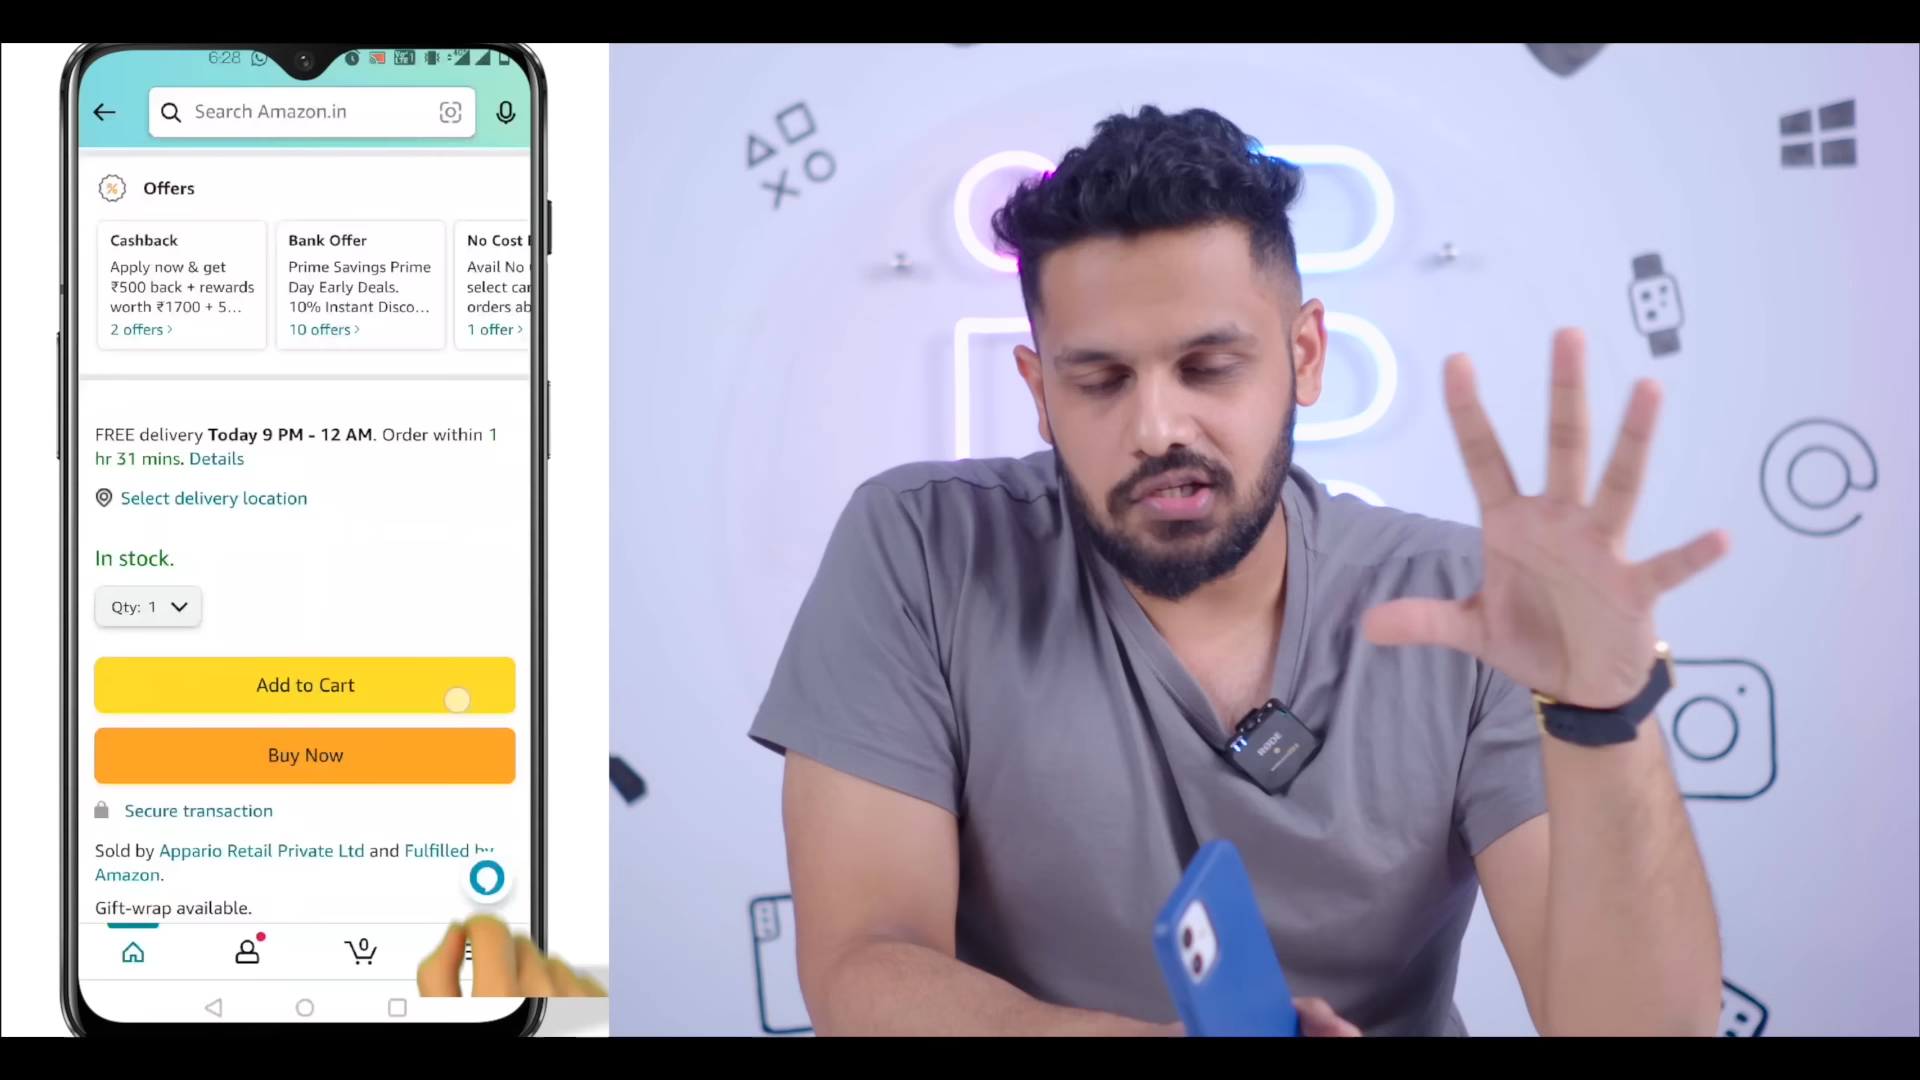 6:28
Search Amazon.in
Offers
Cashback
Apply now & get
₹500 back + rewards
worth ₹1700 + 5...
2 offers ›
Bank Offer
Prime Savings Prime
Day Early Deals.
10% Instant Disco...
10 offers ›
No Cost
Avail No
select car
orders ab
1 offer ›
FREE delivery Today 9 PM - 12 AM. Order within 1
hr 31 mins. Details
Select delivery location
In stock.
Qty: 1
Add to Cart
Buy Now
Secure transaction
Sold by Appario Retail Private Ltd and Fulfilled by
Amazon.
Gift-wrap available.
0
RØDE